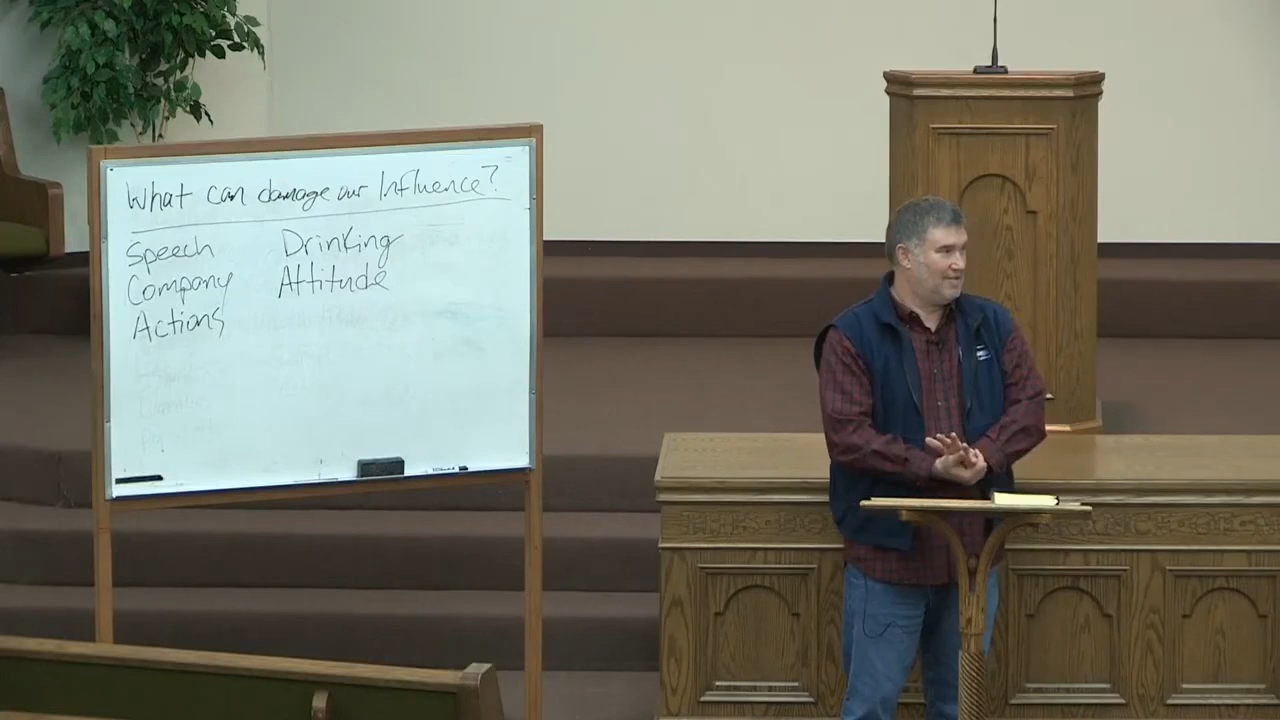 What can damage our Influence?
Speech Drinking
Company Attitude
Actions